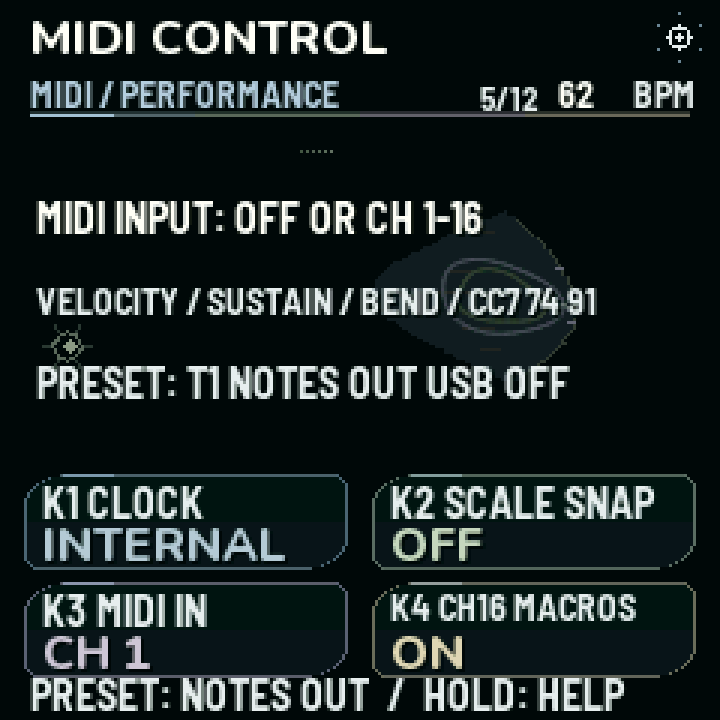 MIDI CONTROL
MIDI / PERFORMANCE 5/12 62 BPM
MIDI INPUT: OFF OR CH 1-16
VELOCITY / SUSTAIN / BEND / CC7 74 91
PRESET: T1 NOTES OUT USB OFF
K1 CLOCK
INTERNAL
K2 SCALE SNAP
OFF
K3 MIDI IN
CH 1
K4 CH16 MACROS
ON
PRESET: NOTES OUT / HOLD: HELP